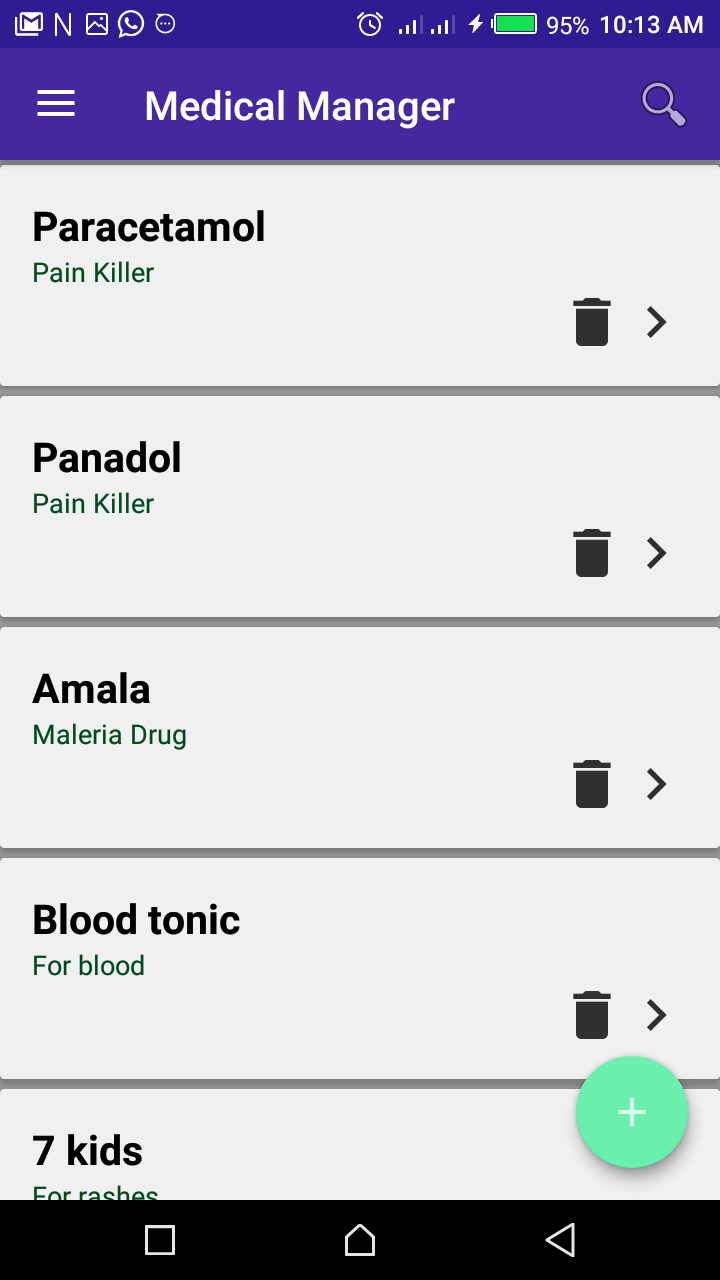 95% 10:13 AM
Medical Manager
Paracetamol
Pain Killer
Panadol
Pain Killer
Amala
Maleria Drug
Blood tonic
For blood
7 kids
For rashes